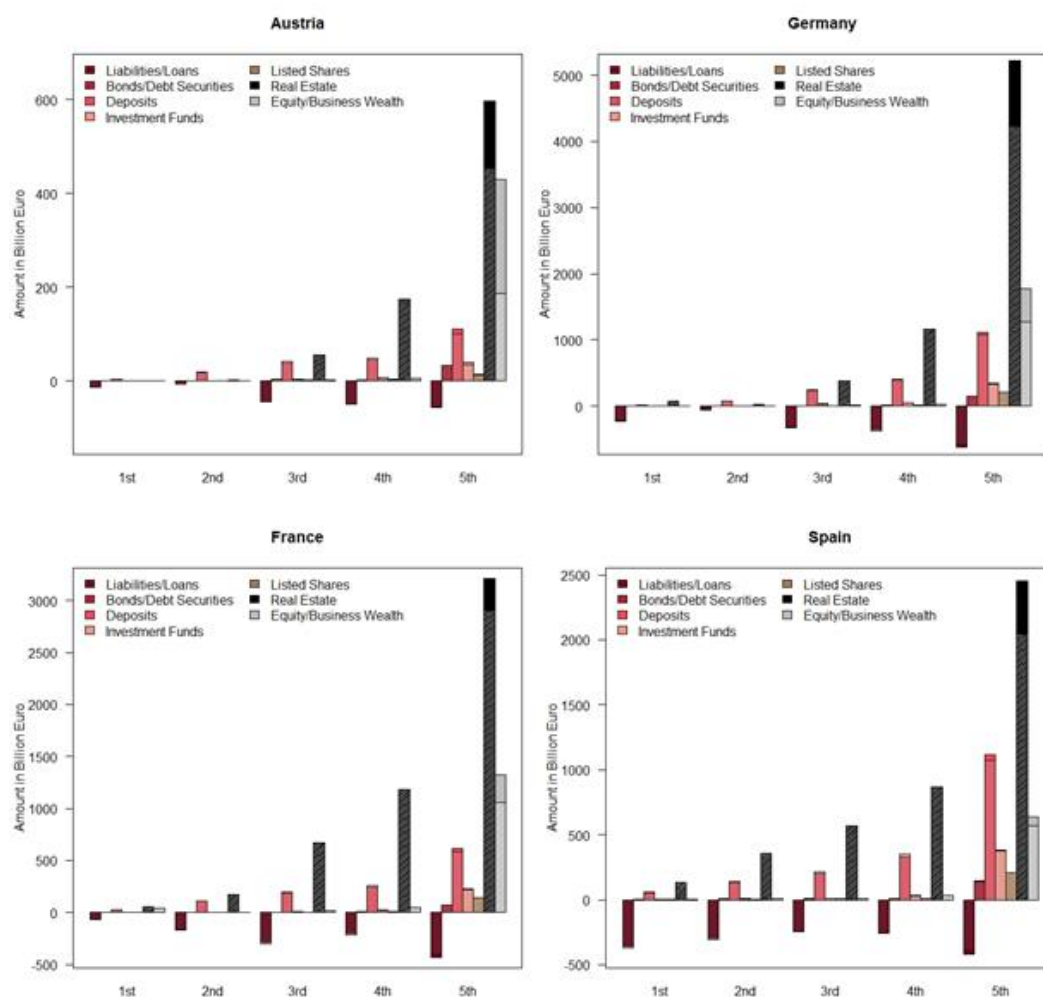 Austria
Liabilities/Loans
Bonds/Debt Securities
Deposits
Investment Funds
Listed Shares
Real Estate
Equity/Business Wealth
Amount in Billion Euro
600
400
200
0
1st 2nd 3rd 4th 5th
Germany
Liabilities/Loans
Bonds/Debt Securities
Deposits
Investment Funds
Listed Shares
Real Estate
Equity/Business Wealth
Amount in Billion Euro
5000
4000
3000
2000
1000
0
1st 2nd 3rd 4th 5th
France
Liabilities/Loans
Bonds/Debt Securities
Deposits
Investment Funds
Listed Shares
Real Estate
Equity/Business Wealth
Amount in Billion Euro
3000
2500
2000
1500
1000
500
0
-500
1st 2nd 3rd 4th 5th
Spain
Liabilities/Loans
Bonds/Debt Securities
Deposits
Investment Funds
Listed Shares
Real Estate
Equity/Business Wealth
Amount in Billion Euro
2500
2000
1500
1000
500
0
-500
1st 2nd 3rd 4th 5th